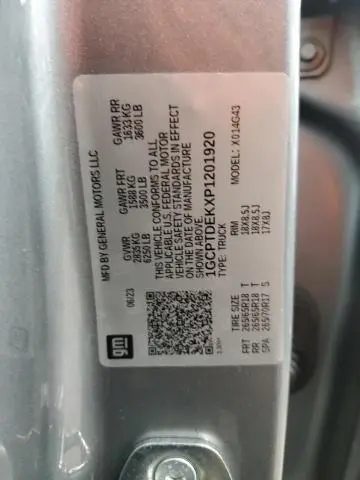 MFD BY GENERAL MOTORS LLC
06/23
GVWR
2835 KG
6250 LB
GAWR FRT
1588 KG
3500 LB
GAWR RR
1633 KG
3600 LB
THIS VEHICLE CONFORMS TO ALL
APPLICABLE U.S. FEDERAL MOTOR
VEHICLE SAFETY STANDARDS IN EFFECT
ON THE DATE OF MANUFACTURE
SHOWN ABOVE.
1GCPTDEKXP1201920
TYPE: TRUCK
MODEL: X014G43
gm
TIRE SIZE RIM
FRT 265/65R18 T 18X8.5J
RR 265/65R18 T 18X8.5J
SPA 265/70R17 S 17X8J